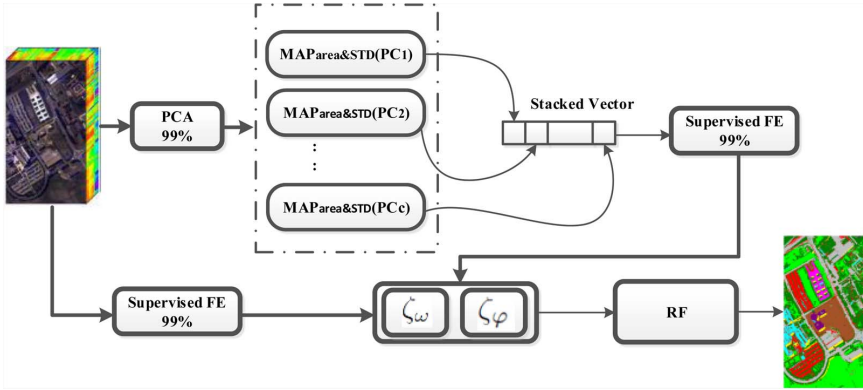 MAParea&STD(PC1)
PCA
99%
MAParea&STD(PC2)
⋮
MAParea&STD(PCc)
Stacked Vector
Supervised FE
99%
Supervised FE
99%
ζω
ζφ
RF